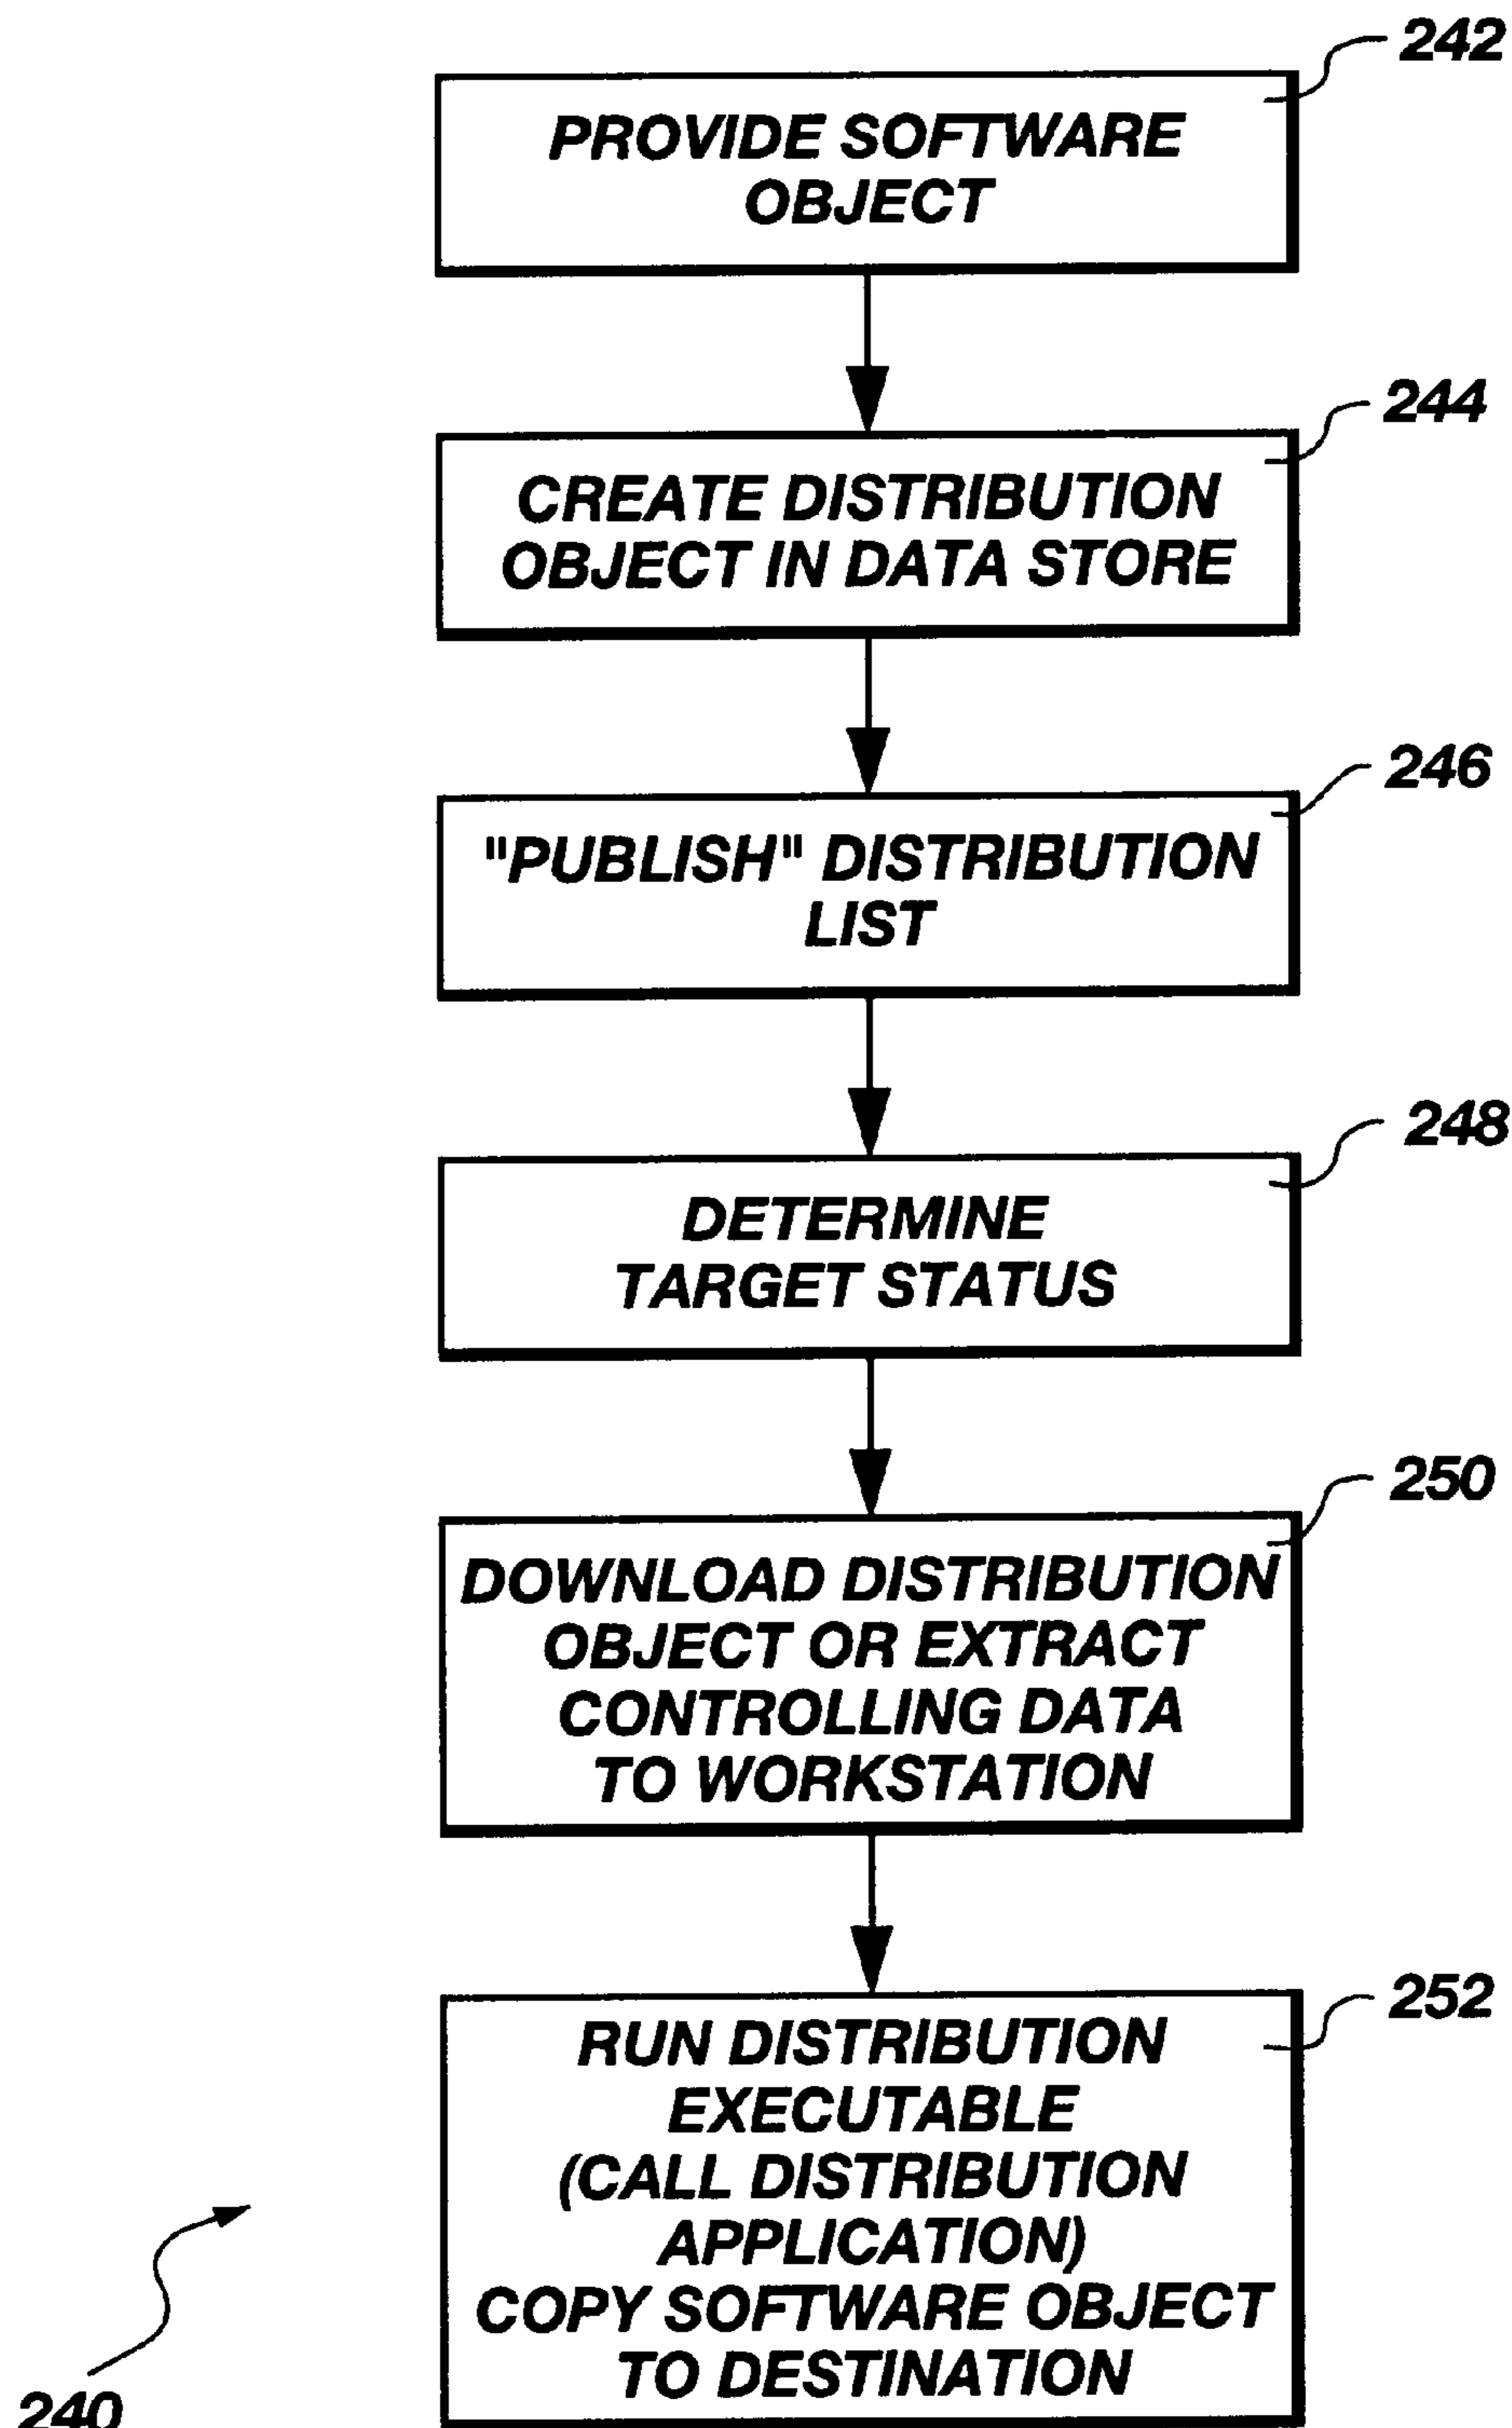 242
PROVIDE SOFTWARE
OBJECT
244
CREATE DISTRIBUTION
OBJECT IN DATA STORE
246
"PUBLISH" DISTRIBUTION
LIST
248
DETERMINE
TARGET STATUS
250
DOWNLOAD DISTRIBUTION
OBJECT OR EXTRACT
CONTROLLING DATA
TO WORKSTATION
252
RUN DISTRIBUTION
EXECUTABLE
(CALL DISTRIBUTION
APPLICATION)
COPY SOFTWARE OBJECT
TO DESTINATION
240